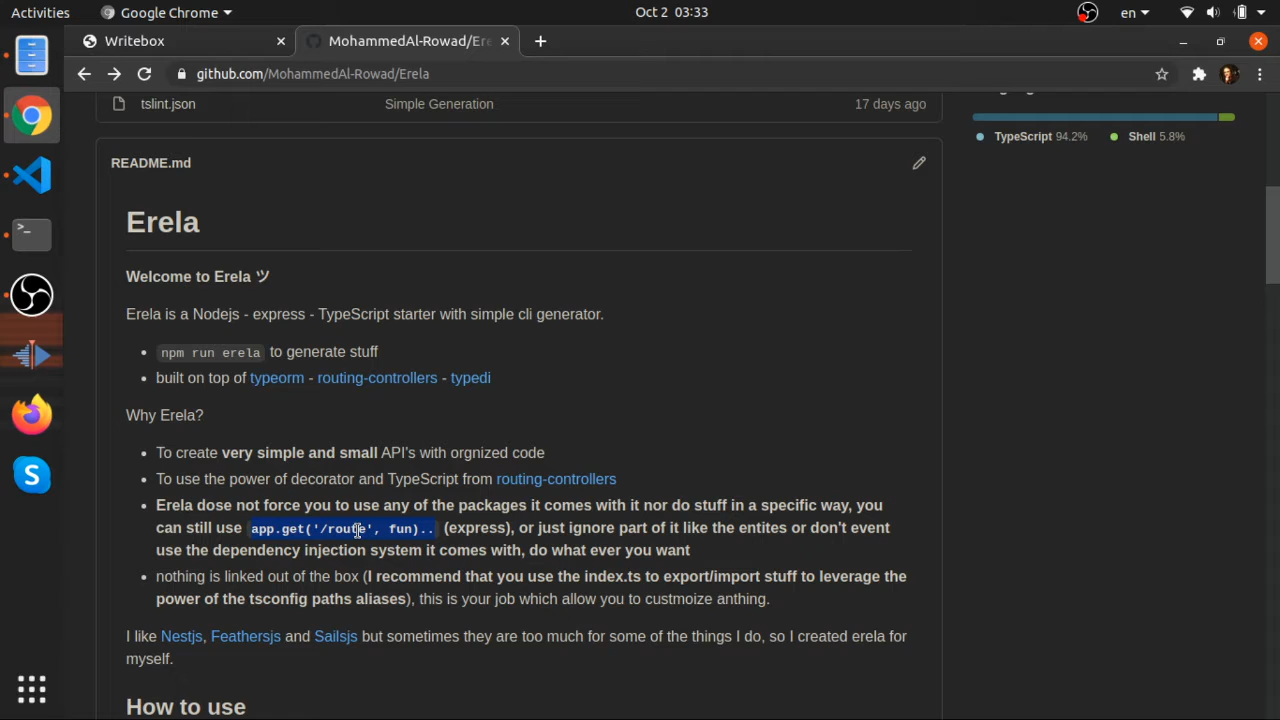 Activities
Google Chrome
Oct 2 03:33
en
Writebox
MohammedAl-Rowad/Ere
github.com/MohammedAl-Rowad/Erela
tslint.json
Simple Generation
17 days ago
TypeScript 94.2%
Shell 5.8%
README.md
Erela
Welcome to Erela ツ
Erela is a Nodejs - express - TypeScript starter with simple cli generator.
npm run erela to generate stuff
built on top of typeorm - routing-controllers - typedi
Why Erela?
To create very simple and small API's with orgnized code
To use the power of decorator and TypeScript from routing-controllers
Erela dose not force you to use any of the packages it comes with it nor do stuff in a specific way, you
can still use app.get('/route', fun).. (express), or just ignore part of it like the entites or don't event
use the dependency injection system it comes with, do what ever you want
nothing is linked out of the box (I recommend that you use the index.ts to export/import stuff to leverage the
power of the tsconfig paths aliases), this is your job which allow you to custmoize anthing.
I like Nestjs, Feathersjs and Sailsjs but sometimes they are too much for some of the things I do, so I created erela for
myself.
How to use